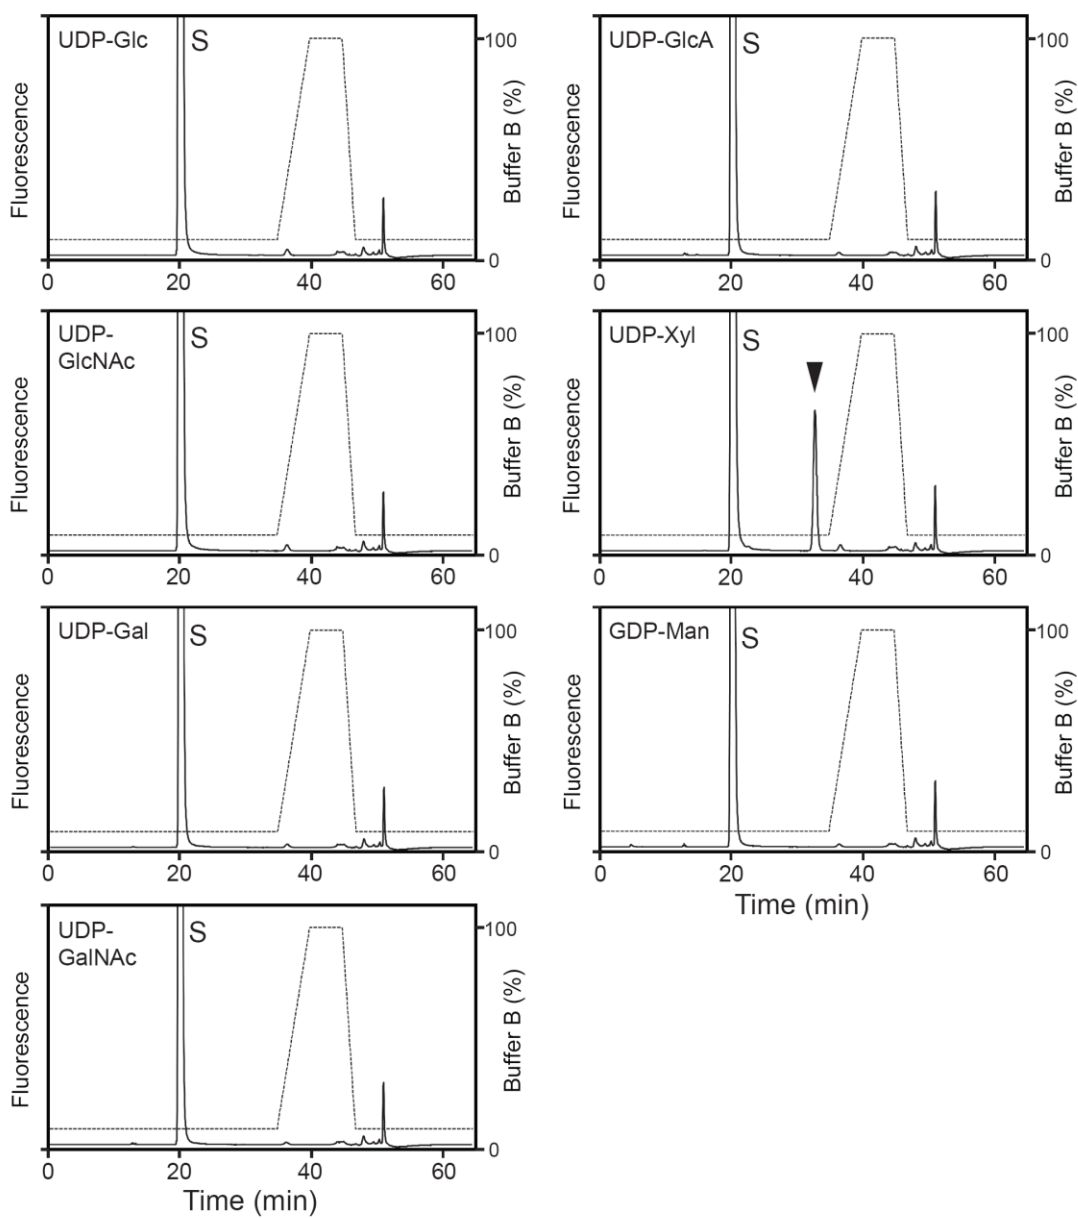 UDP-Glc
S
Fluorescence
Buffer B (%)
100
0
0
20
40
60
UDP-GlcA
S
Fluorescence
Buffer B (%)
100
0
0
20
40
60
UDP-
GlcNAc
S
Fluorescence
Buffer B (%)
100
0
0
20
40
60
UDP-Xyl
S
Fluorescence
Buffer B (%)
100
0
0
20
40
60
UDP-Gal
S
Fluorescence
Buffer B (%)
100
0
0
20
40
60
GDP-Man
S
Fluorescence
Buffer B (%)
100
0
0
20
40
60
Time (min)
UDP-
GalNAc
S
Fluorescence
Buffer B (%)
100
0
0
20
40
60
Time (min)